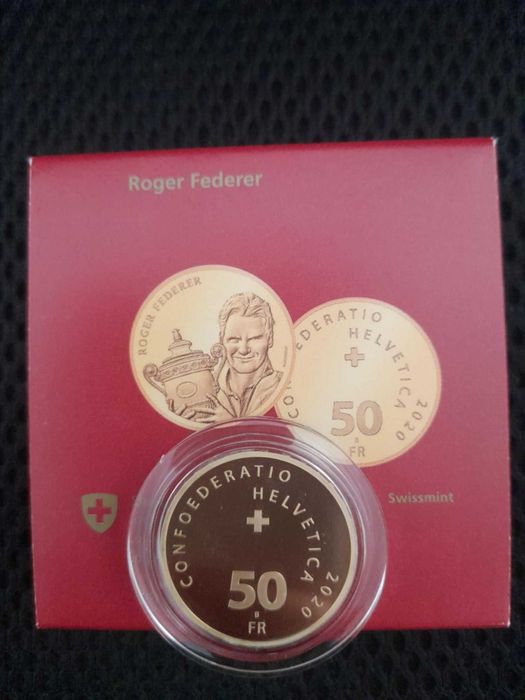 Roger Federer
ROGER FEDERER
CONFOEDERATIO
HELVETICA 2020
50
B
FR
Swissmint
CONFOEDERATIO
HELVETICA 2020
50
B
FR